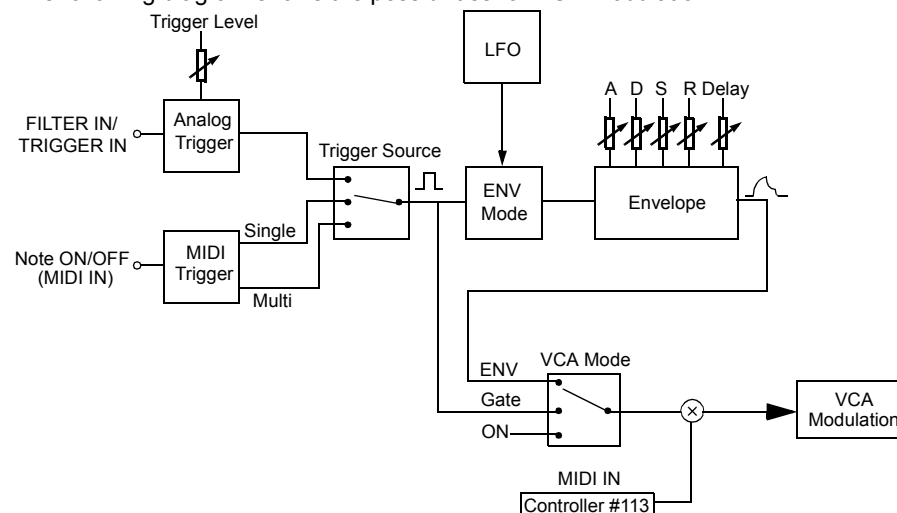 Trigger Level
LFO
A D S R Delay
FILTER IN/
TRIGGER IN
Analog
Trigger
Trigger Source
ENV
Mode
Envelope
Single
Note ON/OFF
(MIDI IN)
MIDI
Trigger
Multi
VCA Mode
ENV
Gate
ON
×
VCA
Modulation
MIDI IN
Controller #113